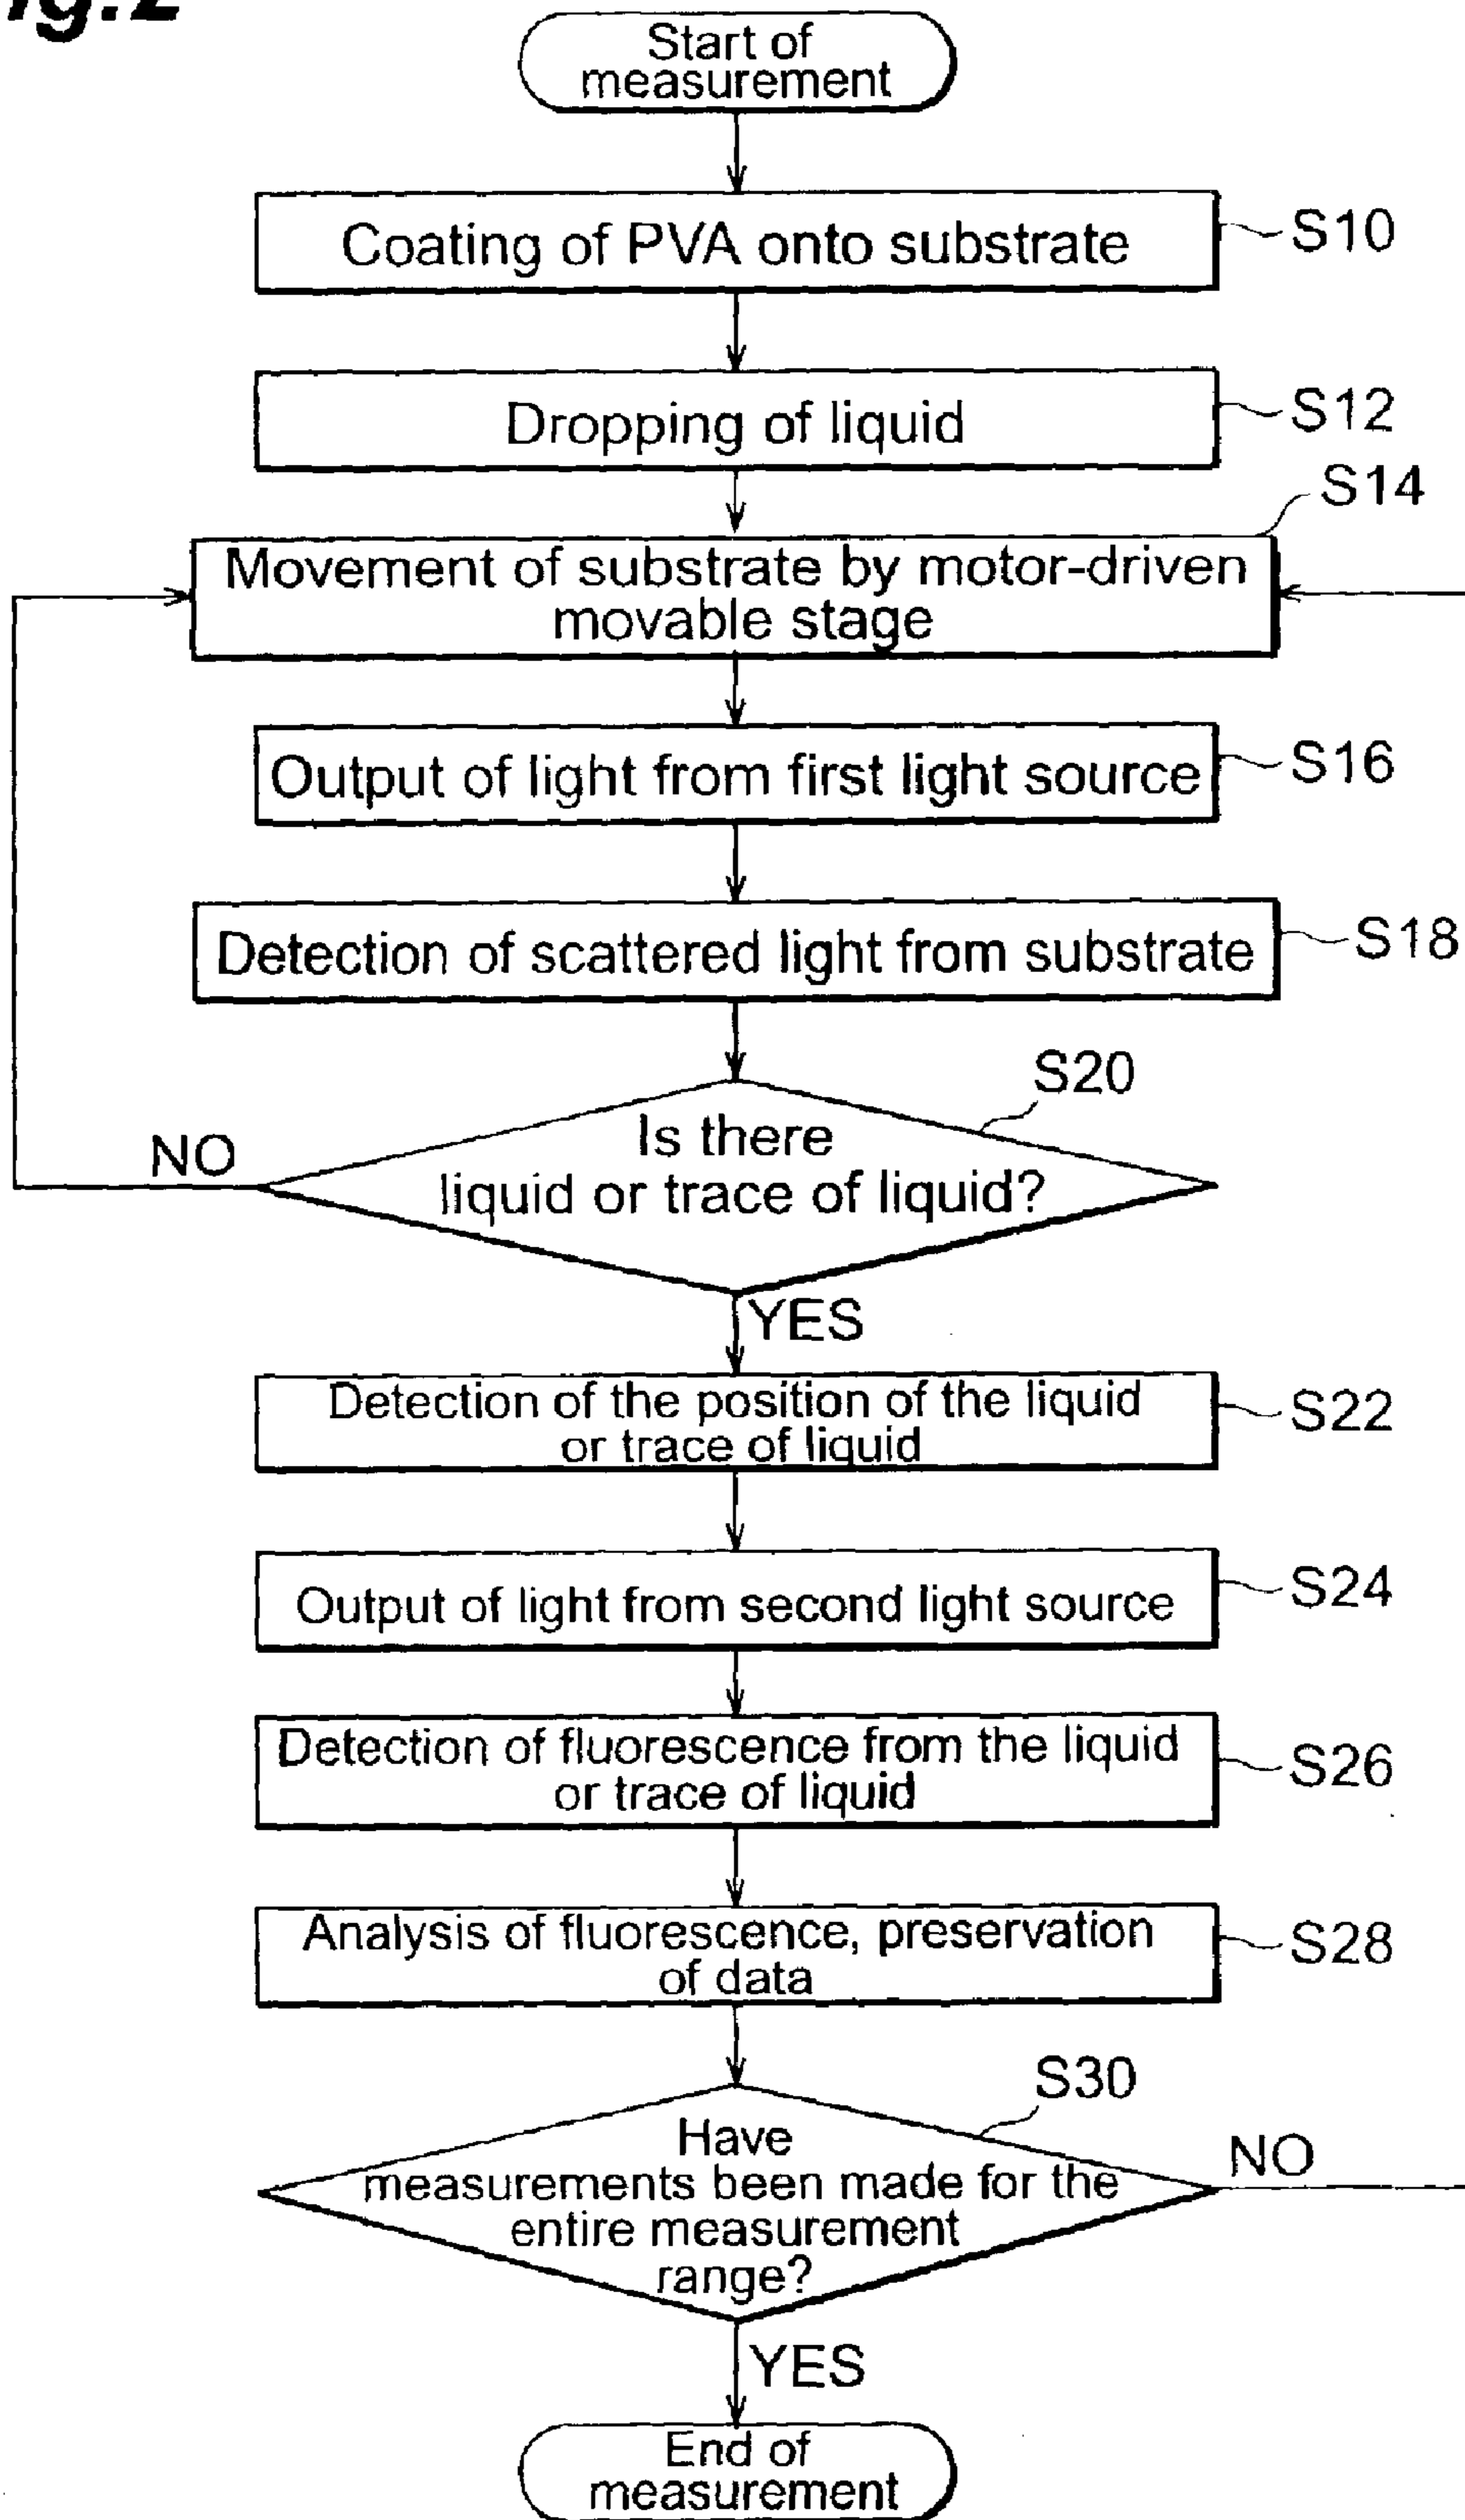 ig.2
Start of
measurement
Coating of PVA onto substrate
S10
Dropping of liquid
S12
S14
Movement of substrate by motor-driven
movable stage
Output of light from first light source
S16
Detection of scattered light from substrate
S18
S20
Is there
liquid or trace of liquid?
NO
YES
Detection of the position of the liquid
or trace of liquid
S22
Output of light from second light source
S24
Detection of fluorescence from the liquid
or trace of liquid
S26
Analysis of fluorescence, preservation
of data
S28
S30
Have
measurements been made for the
entire measurement
range?
NO
YES
End of
measurement